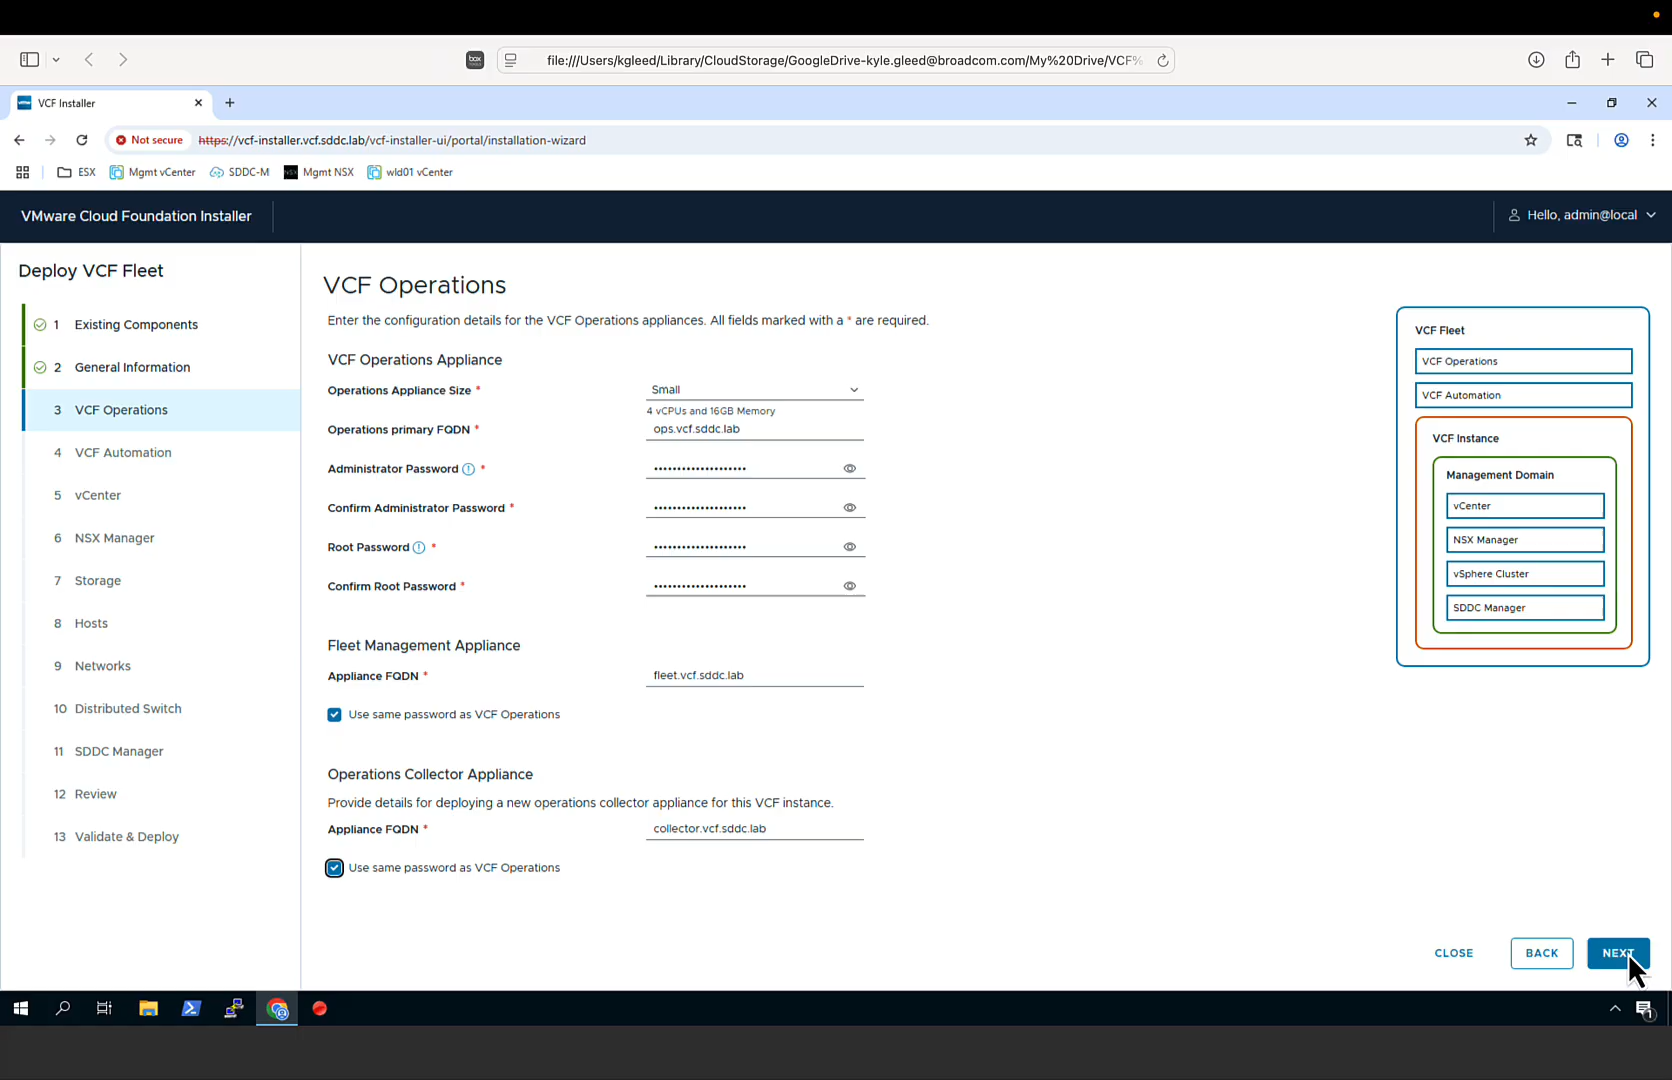 box
file:///Users/kgleed/Library/CloudStorage/GoogleDrive-kyle.gleed@broadcom.com/My%20Drive/VCF%
VCF Installer
Not secure
https://vcf-installer.vcf.sddc.lab/vcf-installer-ui/portal/installation-wizard
ESX
Mgmt vCenter
SDDC-M
Mgmt NSX
wld01 vCenter
VMware Cloud Foundation Installer
Hello, admin@local
Deploy VCF Fleet
1 Existing Components
2 General Information
3 VCF Operations
4 VCF Automation
5 vCenter
6 NSX Manager
7 Storage
8 Hosts
9 Networks
10 Distributed Switch
11 SDDC Manager
12 Review
13 Validate & Deploy
VCF Operations
Enter the configuration details for the VCF Operations appliances. All fields marked with a * are required.
VCF Operations Appliance
Operations Appliance Size * Small
4 vCPUs and 16GB Memory
Operations primary FQDN * ops.vcf.sddc.lab
Administrator Password * ••••••••••••••••••••
Confirm Administrator Password * ••••••••••••••••••••
Root Password * ••••••••••••••••••••
Confirm Root Password * ••••••••••••••••••••
Fleet Management Appliance
Appliance FQDN * fleet.vcf.sddc.lab
Use same password as VCF Operations
Operations Collector Appliance
Provide details for deploying a new operations collector appliance for this VCF instance.
Appliance FQDN * collector.vcf.sddc.lab
Use same password as VCF Operations
VCF Fleet
VCF Operations
VCF Automation
VCF Instance
Management Domain
vCenter
NSX Manager
vSphere Cluster
SDDC Manager
CLOSE
BACK
NEXT
1